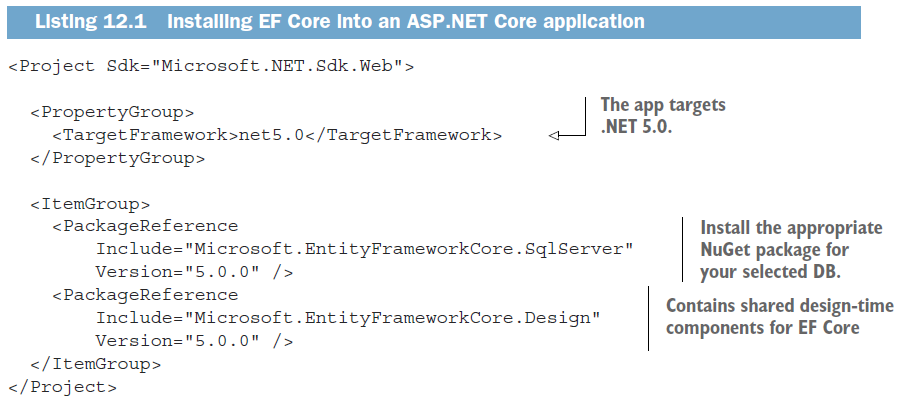 Listing 12.1 Installing EF Core into an ASP.NET Core application
<Project Sdk="Microsoft.NET.Sdk.Web">
<PropertyGroup>
<TargetFramework>net5.0</TargetFramework>
The app targets
.NET 5.0.
</PropertyGroup>
<ItemGroup>
<PackageReference
Include="Microsoft.EntityFrameworkCore.SqlServer"
Version="5.0.0" />
Install the appropriate
NuGet package for
your selected DB.
<PackageReference
Include="Microsoft.EntityFrameworkCore.Design"
Version="5.0.0" />
Contains shared design-time
components for EF Core
</ItemGroup>
</Project>